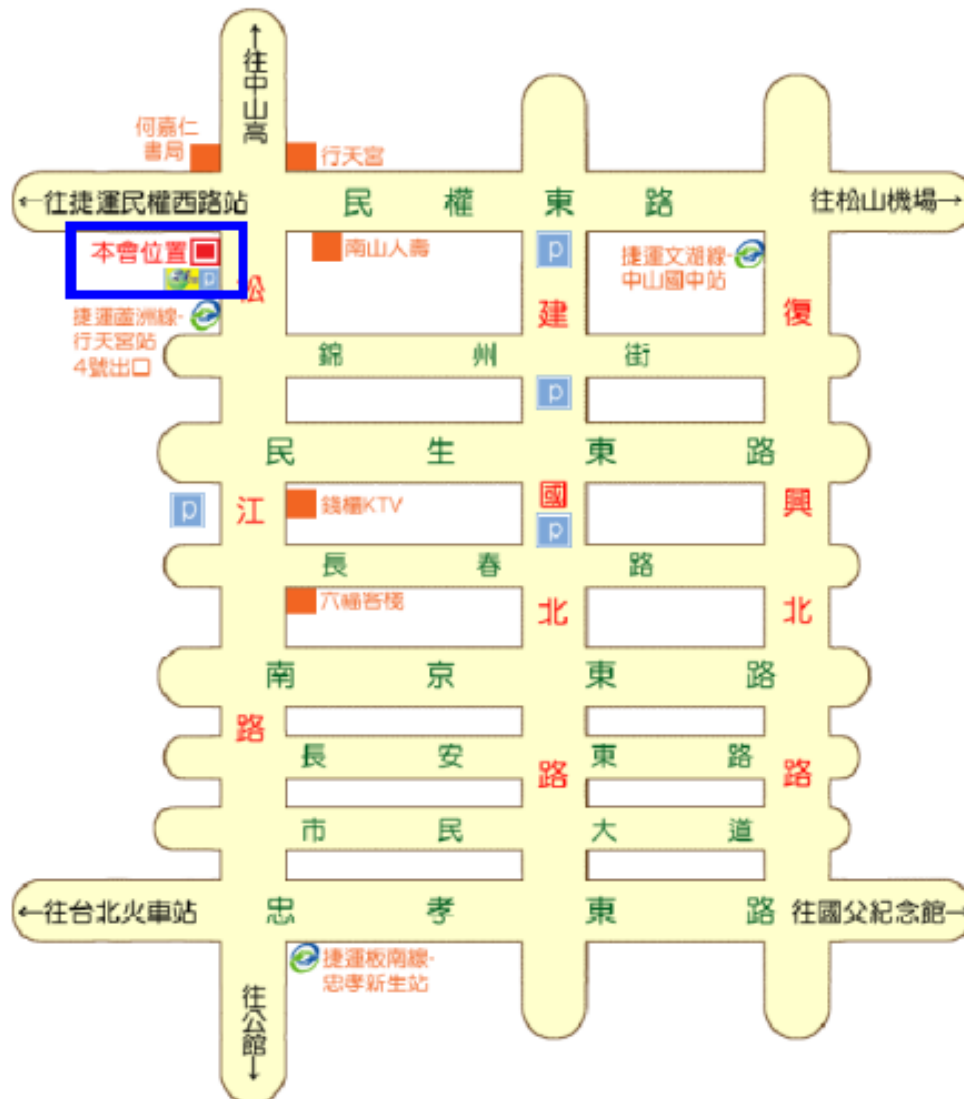 ↑往中山高
何嘉仁
書局
行天宮
←往捷運民權西路站
民權東路
往松山機場→
本會位置
南山人壽
P
捷運文湖線-
中山國中站
P
捷運蘆洲線-
行天宮站
4號出口
松江路
建國北路
復興北路
錦州街
P
民生東路
P
錢櫃KTV
P
長春路
六福客棧
南京東路
長安東路
市民大道
←往台北火車站
忠孝東路
往國父紀念館→
捷運板南線-
忠孝新生站
往公館↓